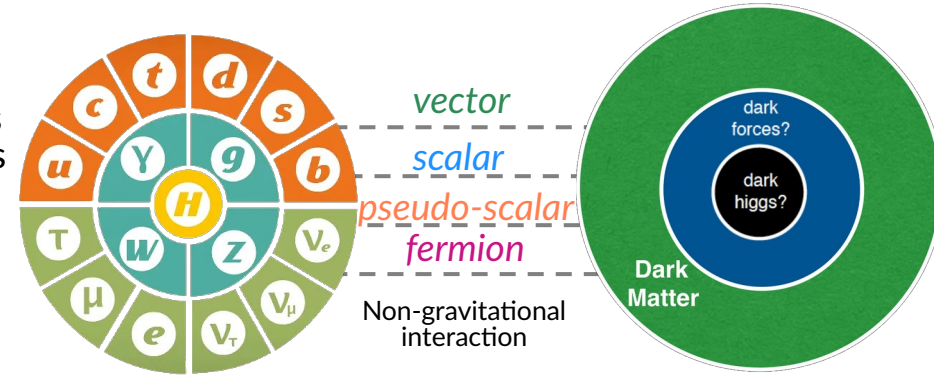 s
s
u
c
t
d
s
b
γ
g
W
Z
H
τ
μ
e
ντ
νμ
νe
vector
scalar
pseudo-scalar
fermion
Non-gravitational
interaction
dark
forces?
dark
higgs?
Dark
Matter